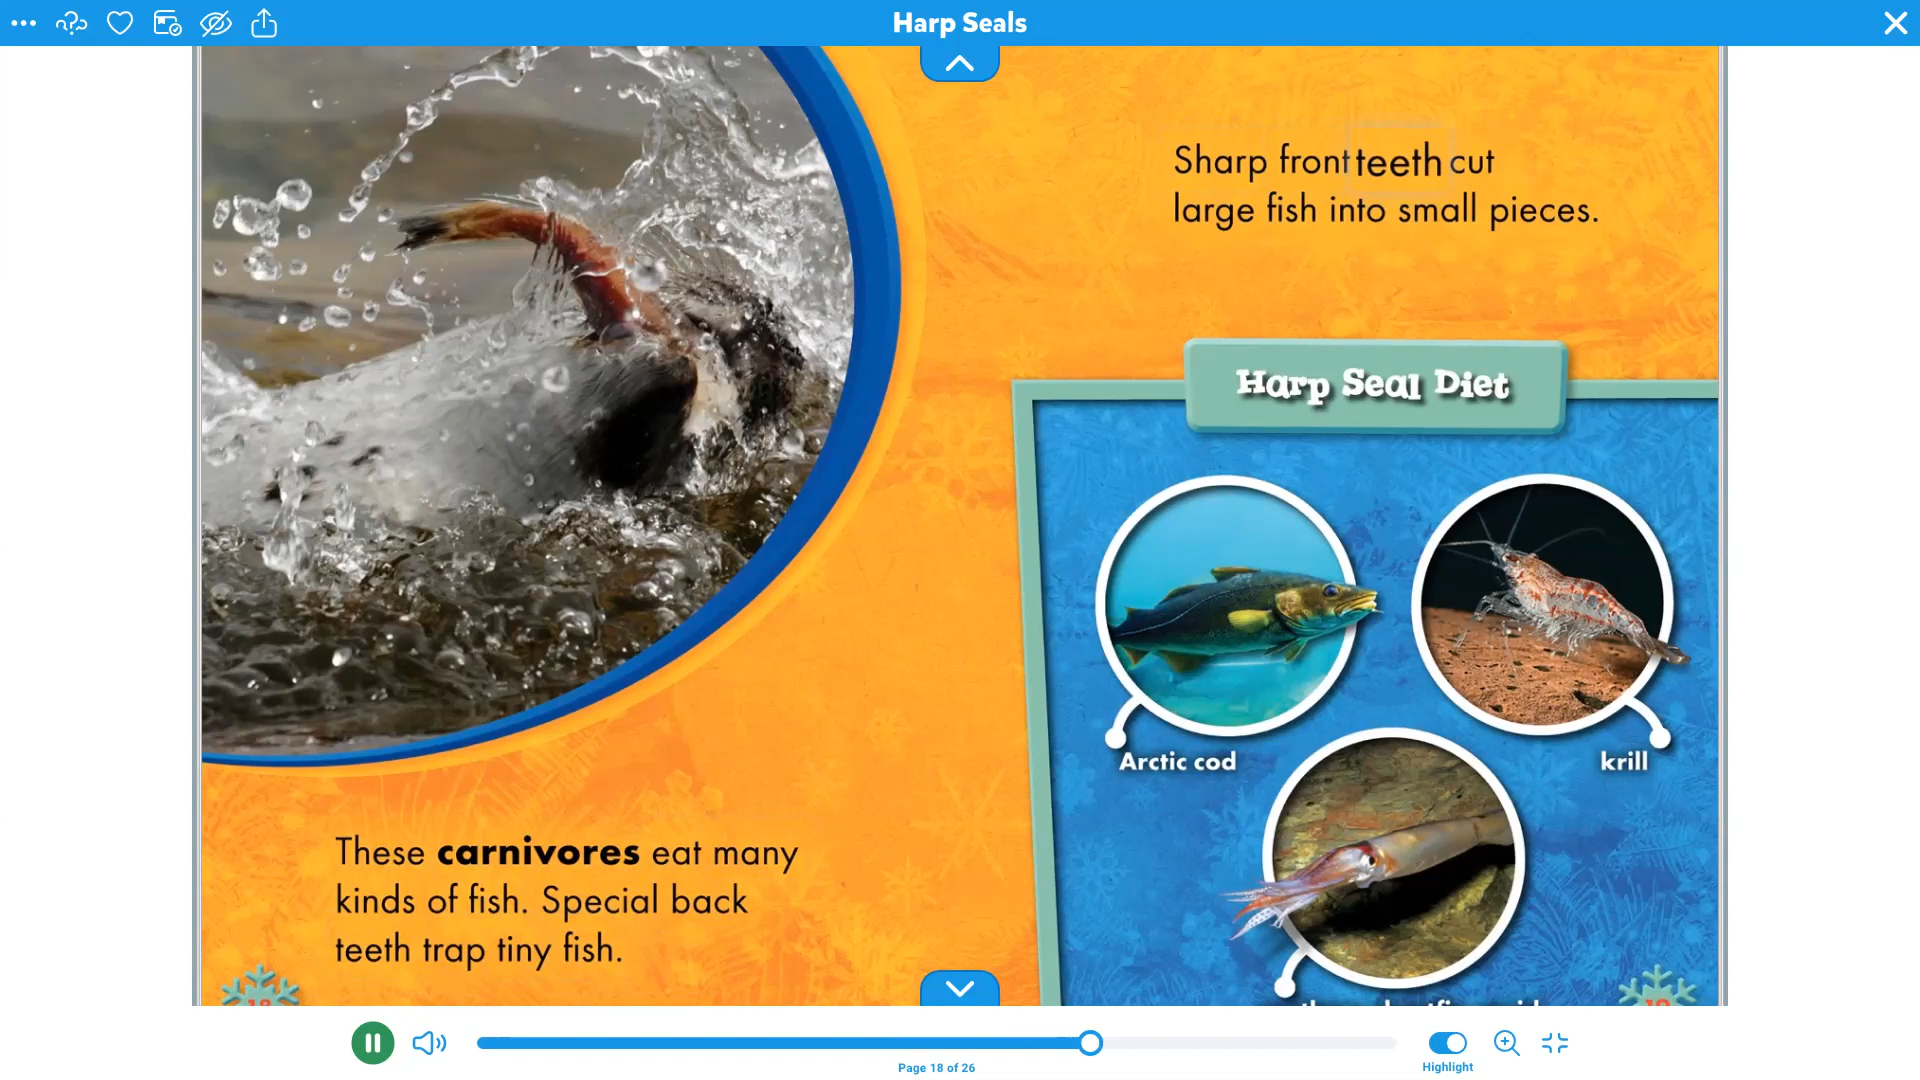 Harp Seals
Sharp front teeth cut
large fish into small pieces.
Harp Seal Diet
Arctic cod
krill
These carnivores eat many
kinds of fish. Special back
teeth trap tiny fish.
Page 18 of 26
Highlight